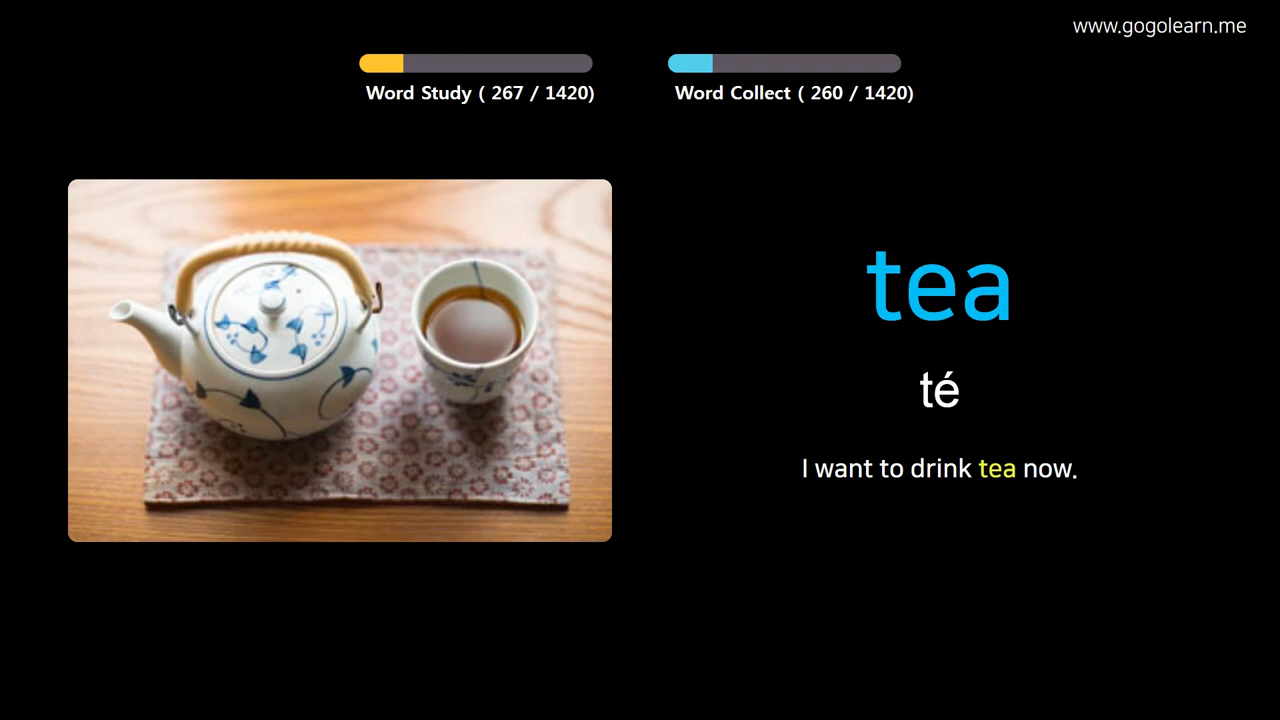 www.gogolearn.me
Word Study ( 267 / 1420)
Word Collect ( 260 / 1420)
tea
té
I want to drink tea now.